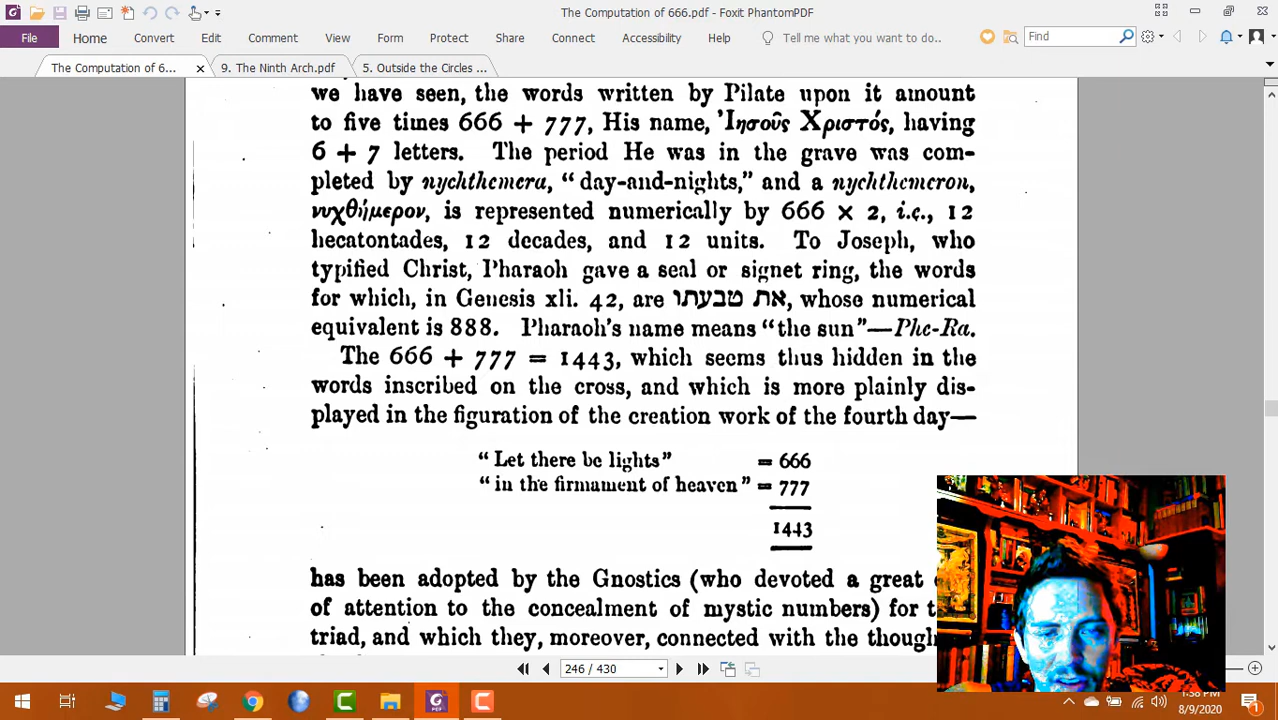 The Computation of 666.pdf - Foxit PhantomPDF
File Home Convert Edit Comment View Form Protect Share Connect Accessibility Help Tell me what you want to do.. Find
The Computation of 6... 9. The Ninth Arch.pdf 5. Outside the Circles ...
we have seen, the words written by Pilate upon it amount
to five times 666 + 777, His name, Ἰησοῦς Χριστός, having
6 + 7 letters. The period He was in the grave was com-
pleted by nychthemera, “day-and-nights,” and a nychthemeron,
νυχθήμερον, is represented numerically by 666 × 2, i.e., 12
hecatontades, 12 decades, and 12 units. To Joseph, who
typified Christ, Pharaoh gave a seal or signet ring, the words
for which, in Genesis xli. 42, are את טבעתו, whose numerical
equivalent is 888. Pharaoh's name means “the sun”—Phe-Ra.
The 666 + 777 = 1443, which seems thus hidden in the
words inscribed on the cross, and which is more plainly dis-
played in the figuration of the creation work of the fourth day—
“Let there be lights” = 666
“in the firmament of heaven” = 777
1443
has been adopted by the Gnostics (who devoted a great
of attention to the concealment of mystic numbers) for
triad, and which they, moreover, connected with the
246 / 430
1:38 PM
8/9/2020